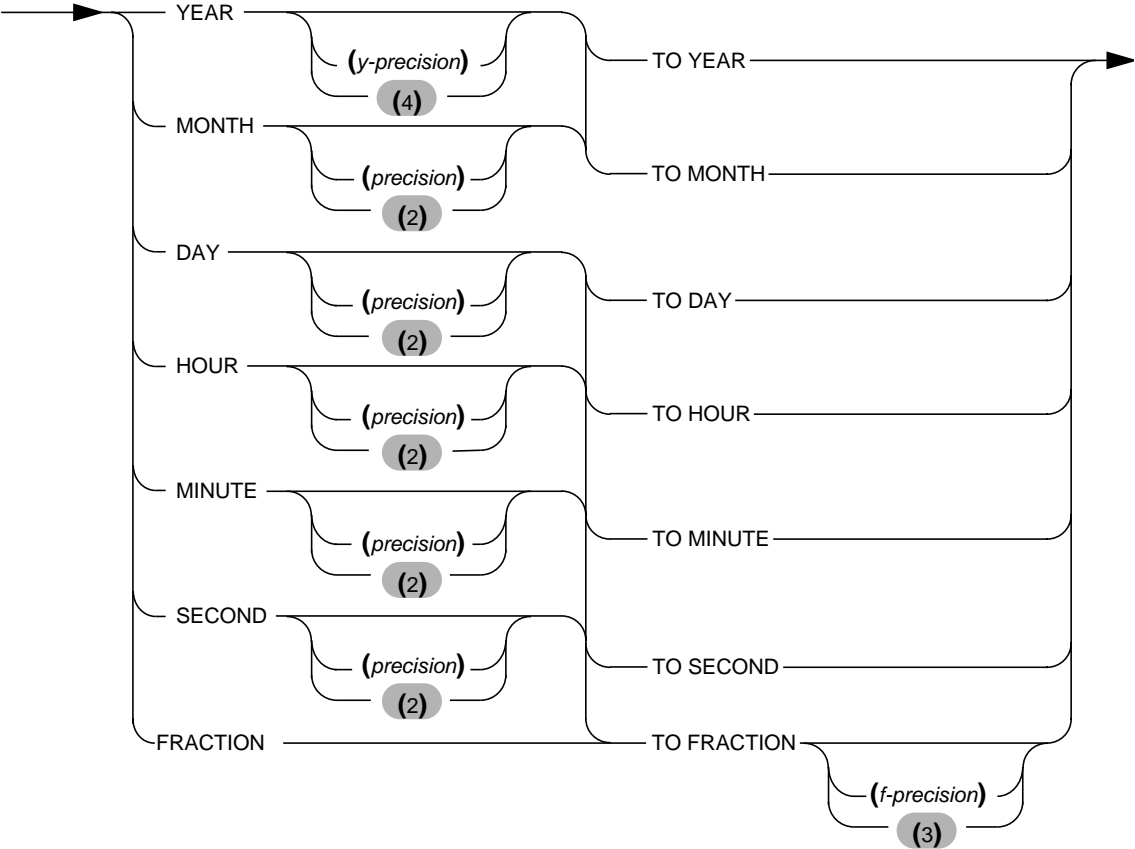 YEAR
(y-precision)
(4)
TO YEAR
MONTH
(precision)
(2)
TO MONTH
DAY
(precision)
(2)
TO DAY
HOUR
(precision)
(2)
TO HOUR
MINUTE
(precision)
(2)
TO MINUTE
SECOND
(precision)
(2)
TO SECOND
FRACTION
TO FRACTION
(f-precision)
(3)